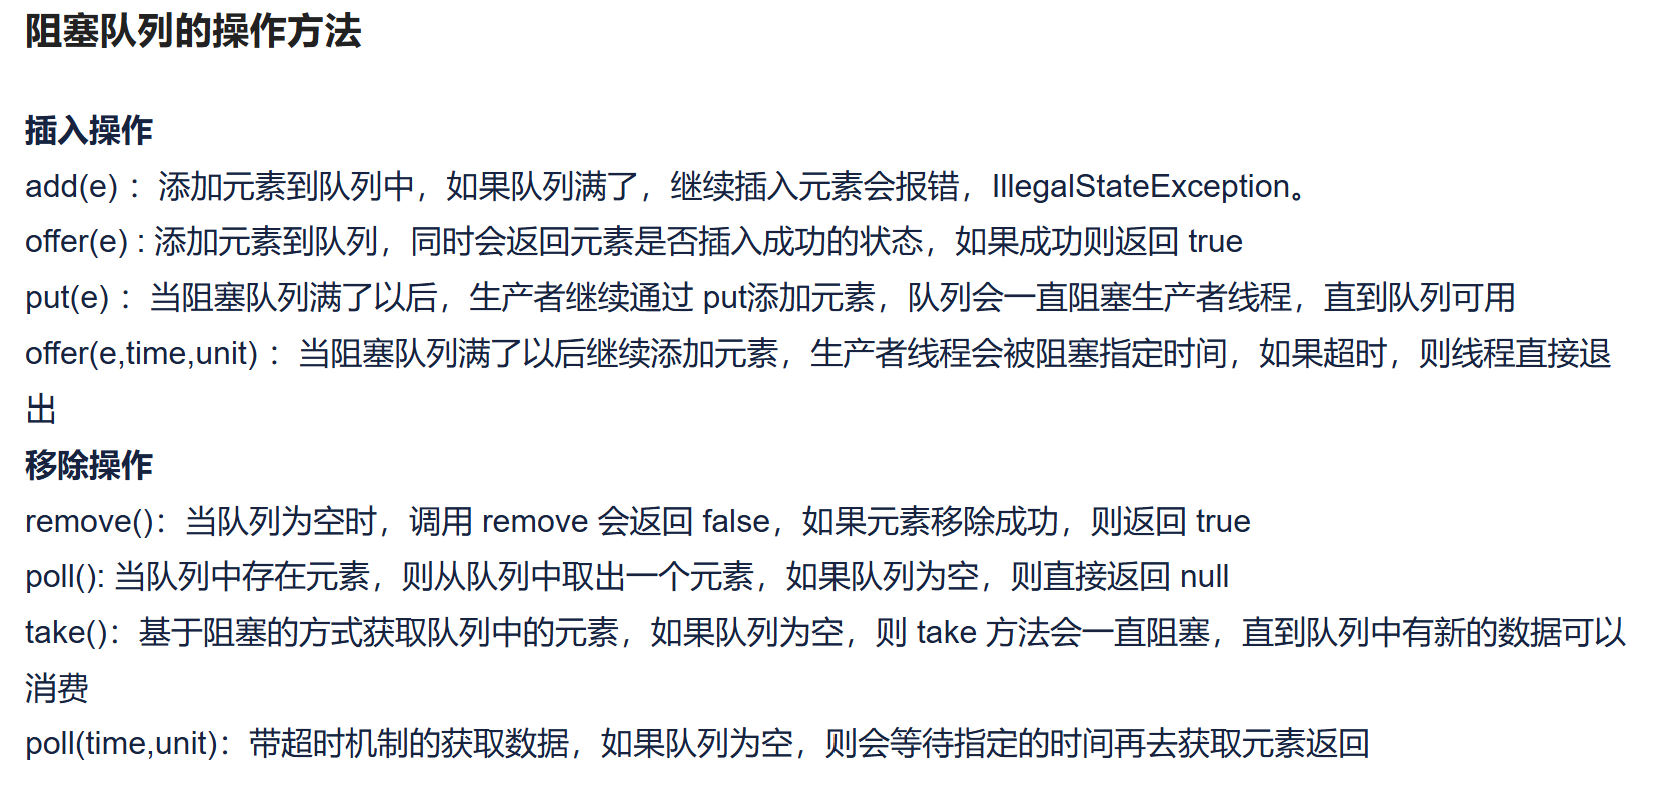 阻塞队列的操作方法
插入操作
add(e) ：添加元素到队列中，如果队列满了，继续插入元素会报错，IllegalStateException。
offer(e) : 添加元素到队列，同时会返回元素是否插入成功的状态，如果成功则返回 true
put(e) ：当阻塞队列满了以后，生产者继续通过 put添加元素，队列会一直阻塞生产者线程，直到队列可用
offer(e,time,unit) ：当阻塞队列满了以后继续添加元素，生产者线程会被阻塞指定时间，如果超时，则线程直接退
出
移除操作
remove()：当队列为空时，调用 remove 会返回 false，如果元素移除成功，则返回 true
poll(): 当队列中存在元素，则从队列中取出一个元素，如果队列为空，则直接返回 null
take()：基于阻塞的方式获取队列中的元素，如果队列为空，则 take 方法会一直阻塞，直到队列中有新的数据可以
消费
poll(time,unit)：带超时机制的获取数据，如果队列为空，则会等待指定的时间再去获取元素返回